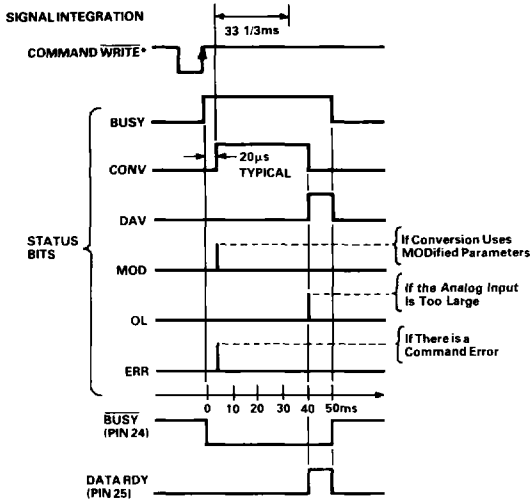 SIGNAL INTEGRATION
33 1/3ms
COMMAND WRITE*
BUSY
CONV
20µs
TYPICAL
DAV
STATUS
BITS
MOD
If Conversion Uses
MODified Parameters
OL
If the Analog Input
Is Too Large
ERR
If There is a
Command Error
0 10 20 30 40 50ms
BUSY
(PIN 24)
DATA RDY
(PIN 25)